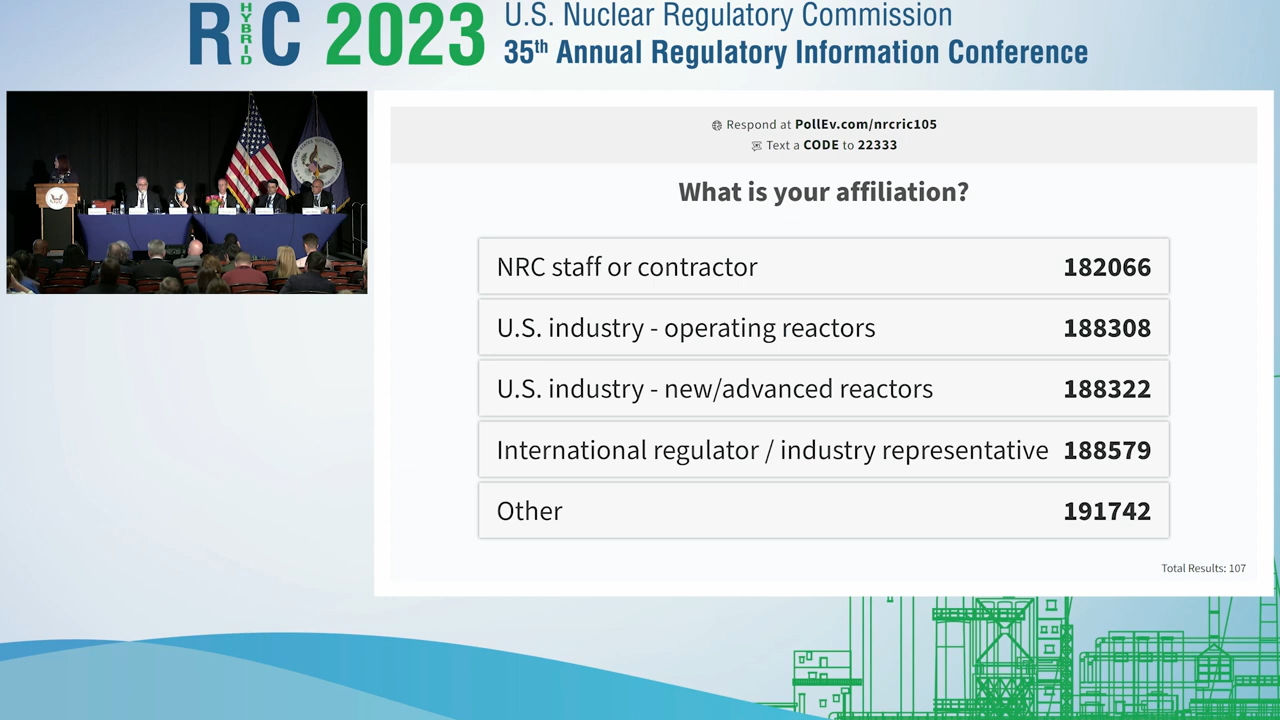 RIC HYBRID 2023
U.S. Nuclear Regulatory Commission
35th Annual Regulatory Information Conference
Respond at PollEv.com/nrcric105
Text a CODE to 22333
What is your affiliation?
NRC staff or contractor 182066
U.S. industry - operating reactors 188308
U.S. industry - new/advanced reactors 188322
International regulator / industry representative 188579
Other 191742
Total Results: 107